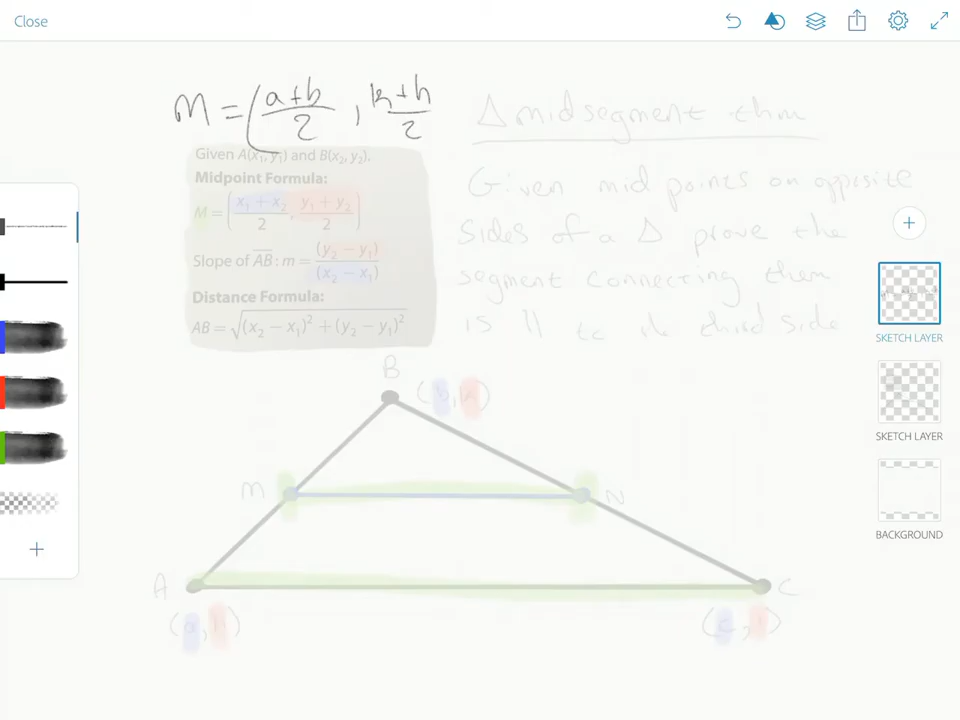 Close
M = (a+b/2, k+h/2
Δ midsegment thm
Given A(x₁, y₁) and B(x₂, y₂).
Midpoint Formula:
M = (x₁ + x₂/2, y₁ + y₂/2)
Slope of AB : m = (y₂ − y₁)/(x₂ − x₁)
Distance Formula:
AB = √(x₂ − x₁)² + (y₂ − y₁)²
Given mid points on opposite
sides of a Δ prove the
segment connecting them
is || to the third side
SKETCH LAYER
SKETCH LAYER
BACKGROUND
B
(b,k)
M
N
A
C
(a,h)
(c,